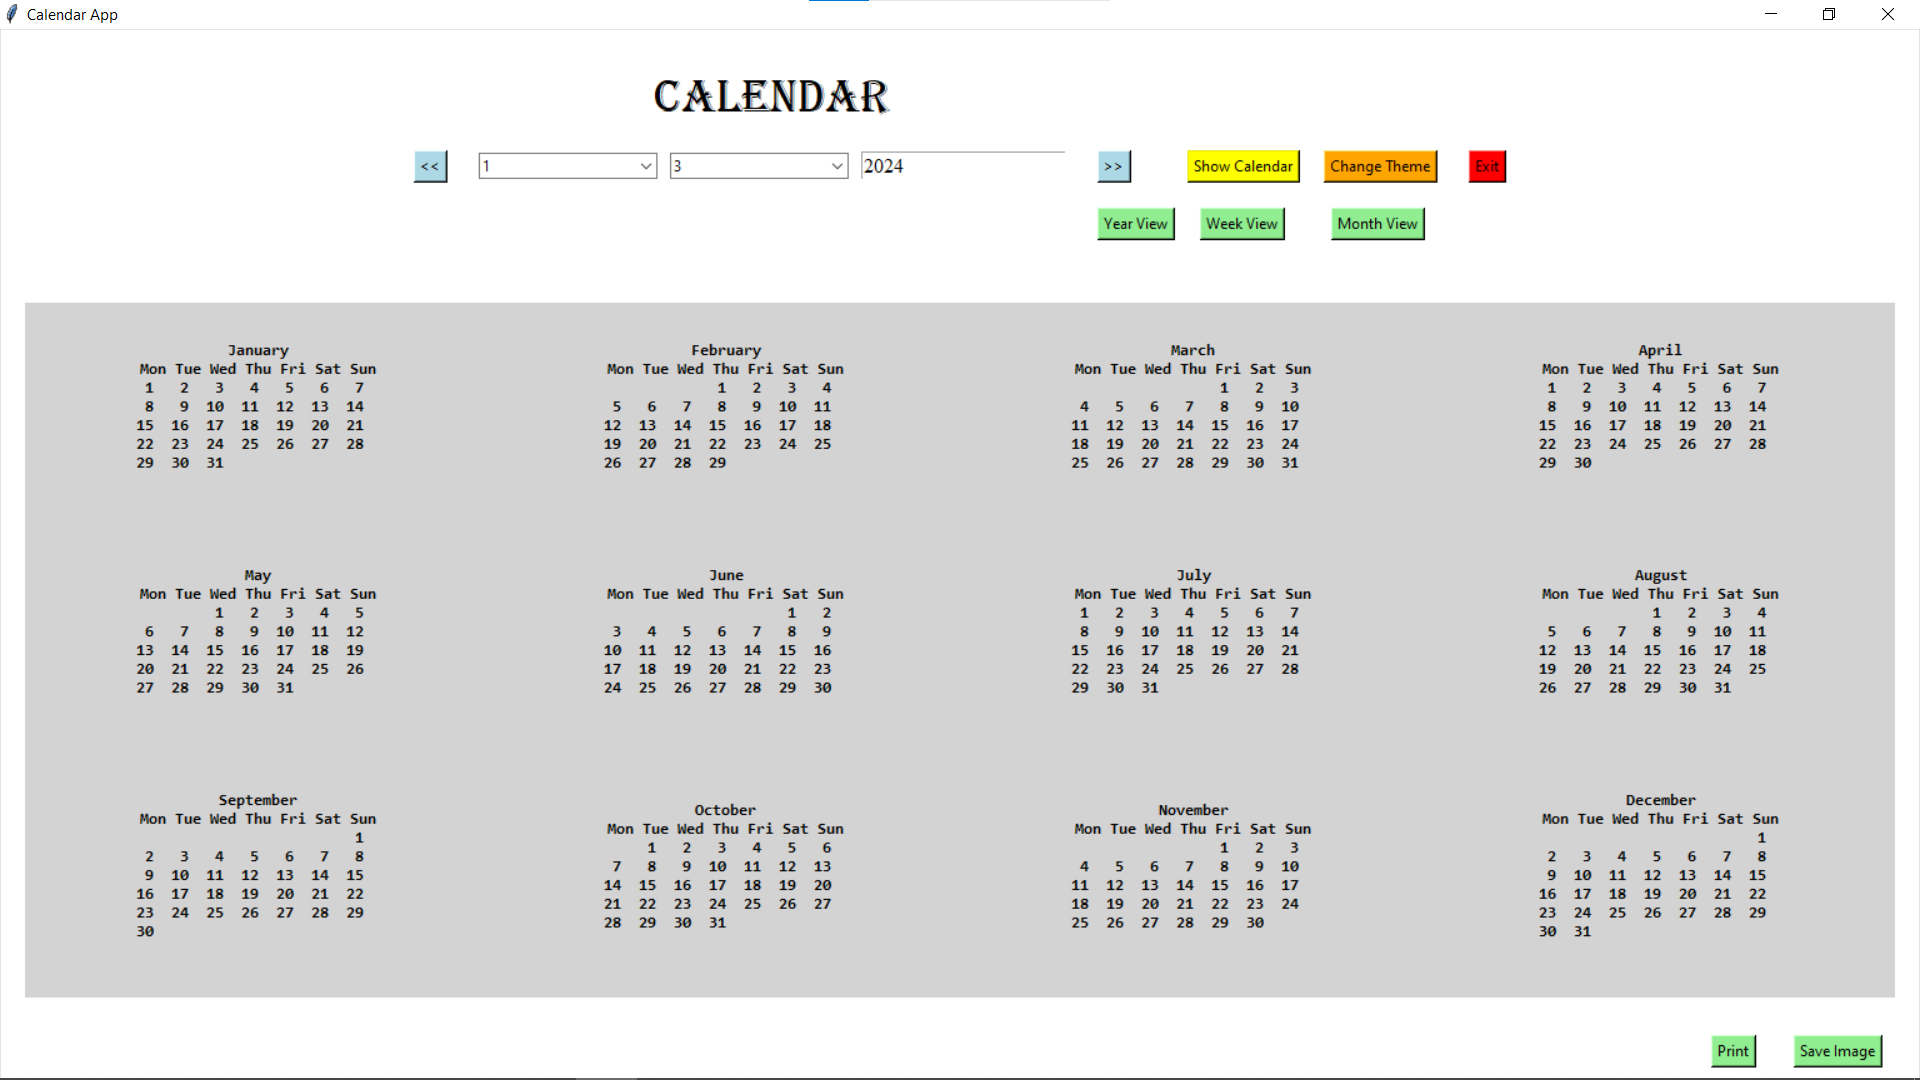 Calendar App
CALENDAR
<< 1 3 2024 >> Show Calendar Change Theme Exit
Year View Week View Month View
January
Mon Tue Wed Thu Fri Sat Sun
1 2 3 4 5 6 7
8 9 10 11 12 13 14
15 16 17 18 19 20 21
22 23 24 25 26 27 28
29 30 31
February
Mon Tue Wed Thu Fri Sat Sun
1 2 3 4
5 6 7 8 9 10 11
12 13 14 15 16 17 18
19 20 21 22 23 24 25
26 27 28 29
March
Mon Tue Wed Thu Fri Sat Sun
1 2 3
4 5 6 7 8 9 10
11 12 13 14 15 16 17
18 19 20 21 22 23 24
25 26 27 28 29 30 31
April
Mon Tue Wed Thu Fri Sat Sun
1 2 3 4 5 6 7
8 9 10 11 12 13 14
15 16 17 18 19 20 21
22 23 24 25 26 27 28
29 30
May
Mon Tue Wed Thu Fri Sat Sun
1 2 3 4 5
6 7 8 9 10 11 12
13 14 15 16 17 18 19
20 21 22 23 24 25 26
27 28 29 30 31
June
Mon Tue Wed Thu Fri Sat Sun
1 2
3 4 5 6 7 8 9
10 11 12 13 14 15 16
17 18 19 20 21 22 23
24 25 26 27 28 29 30
July
Mon Tue Wed Thu Fri Sat Sun
1 2 3 4 5 6 7
8 9 10 11 12 13 14
15 16 17 18 19 20 21
22 23 24 25 26 27 28
29 30 31
August
Mon Tue Wed Thu Fri Sat Sun
1 2 3 4
5 6 7 8 9 10 11
12 13 14 15 16 17 18
19 20 21 22 23 24 25
26 27 28 29 30 31
September
Mon Tue Wed Thu Fri Sat Sun
1
2 3 4 5 6 7 8
9 10 11 12 13 14 15
16 17 18 19 20 21 22
23 24 25 26 27 28 29
30
October
Mon Tue Wed Thu Fri Sat Sun
1 2 3 4 5 6
7 8 9 10 11 12 13
14 15 16 17 18 19 20
21 22 23 24 25 26 27
28 29 30 31
November
Mon Tue Wed Thu Fri Sat Sun
1 2 3
4 5 6 7 8 9 10
11 12 13 14 15 16 17
18 19 20 21 22 23 24
25 26 27 28 29 30
December
Mon Tue Wed Thu Fri Sat Sun
1
2 3 4 5 6 7 8
9 10 11 12 13 14 15
16 17 18 19 20 21 22
23 24 25 26 27 28 29
30 31
Print Save Image